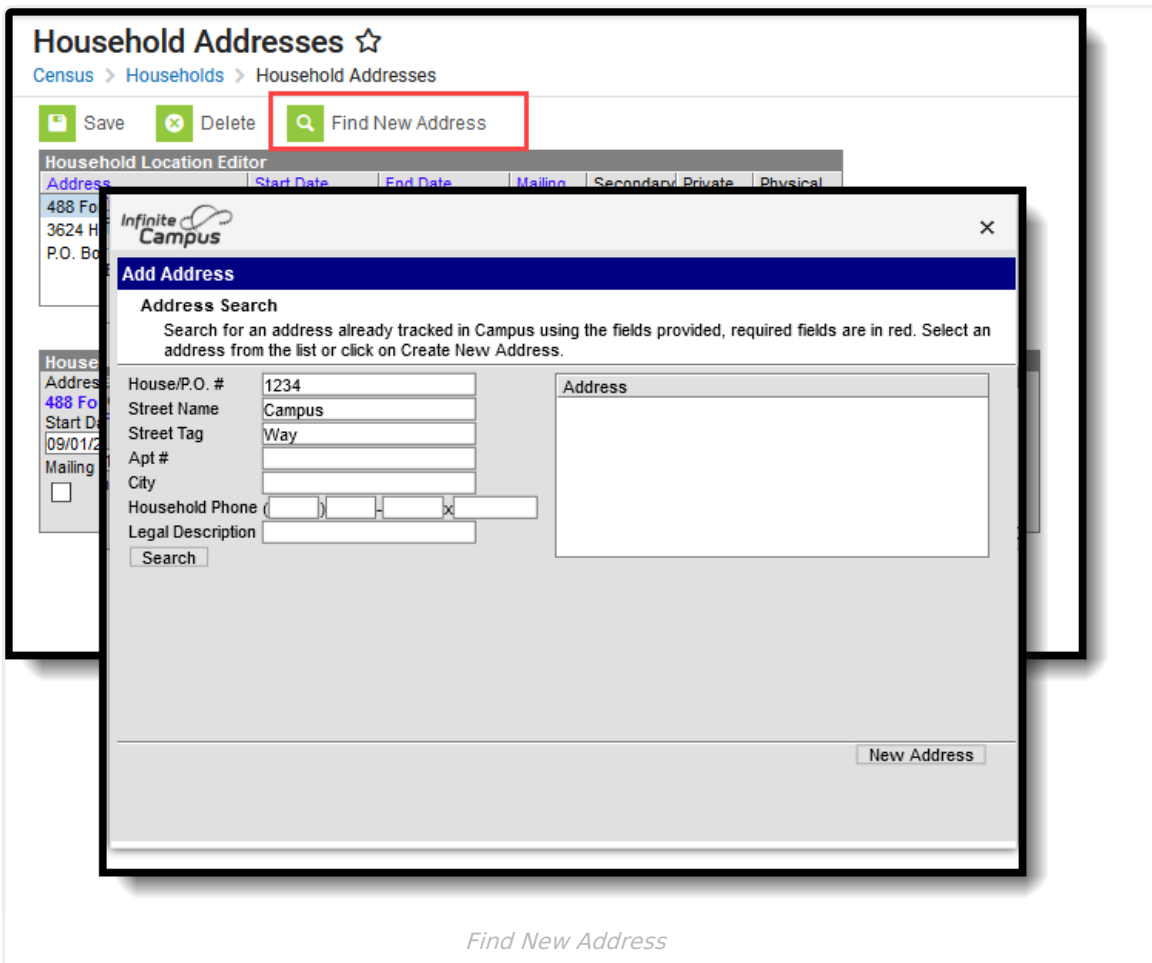 Household Addresses
Census > Households > Household Addresses
Save Delete Find New Address
Household Location Editor
Address Start Date End Date Mailing Secondary Private Physical
488 Fo
3624 H
P.O. Bo
Infinite Campus
Add Address
Address Search
Search for an address already tracked in Campus using the fields provided, required fields are in red. Select an
address from the list or click on Create New Address.
House
Addres
488 Fo
Start Da
09/01/2
Mailing
House/P.O. # 1234
Street Name Campus
Street Tag Way
Apt #
City
Household Phone ( ) - x
Legal Description
Search
Address
New Address
Find New Address